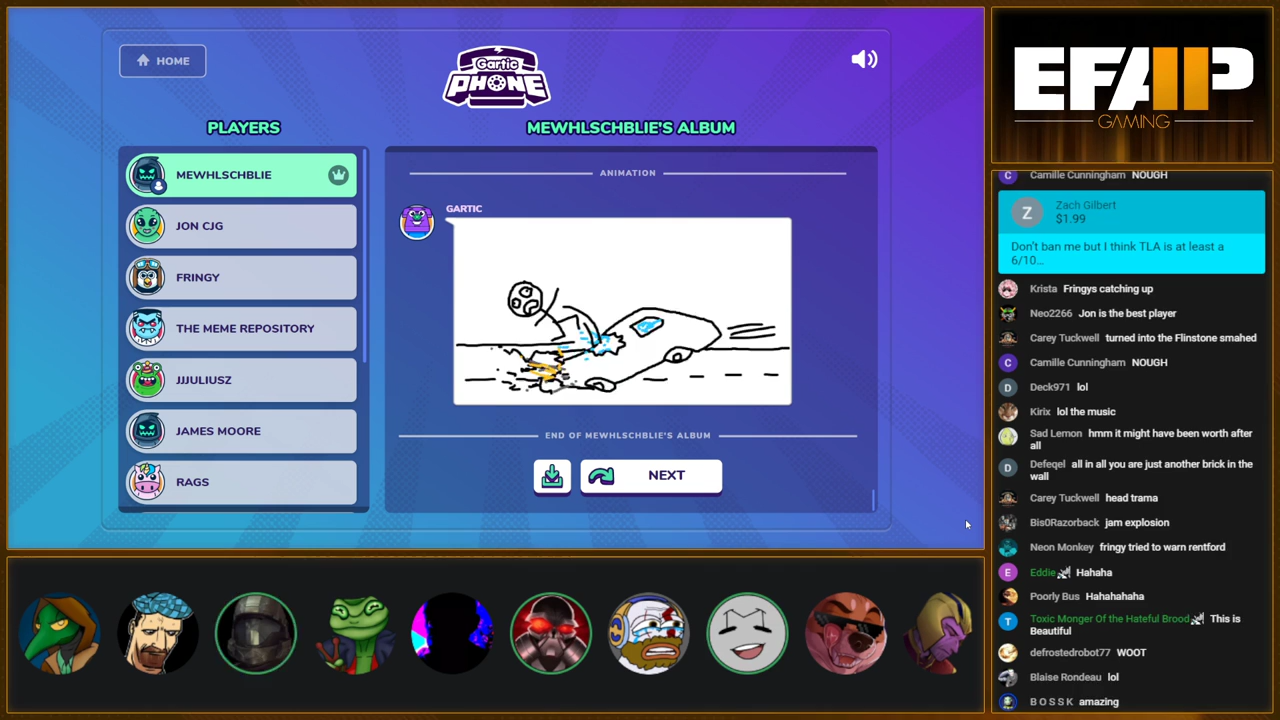 HOME
Gartic
PHONE
PLAYERS
MEWHLSCHBLIE'S ALBUM
MEWHLSCHBLIE
JON CJG
FRINGY
THE MEME REPOSITORY
JJJULIUSZ
JAMES MOORE
RAGS
ANIMATION
GARTIC
END OF MEWHLSCHBLIE'S ALBUM
NEXT
EFAP
GAMING
C Camille Cunningham NOUGH
Z Zach Gilbert
$1.99
Don't ban me but I think TLA is at least a
6/10...
Krista Fringys catching up
Neo2266 Jon is the best player
Carey Tuckwell turned into the Flinstone smahed
C Camille Cunningham NOUGH
D Deck971 lol
Kirix lol the music
Sad Lemon hmm it might have been worth after
all
D Defeqel all in all you are just another brick in the
wall
Carey Tuckwell head trama
Bis0Razorback jam explosion
Neon Monkey fringy tried to warn rentford
E Eddie Hahaha
Poorly Bus Hahahahaha
T Toxic Monger Of the Hateful Brood This is
Beautiful
defrostedrobot77 WOOT
Blaise Rondeau lol
B O S S K amazing